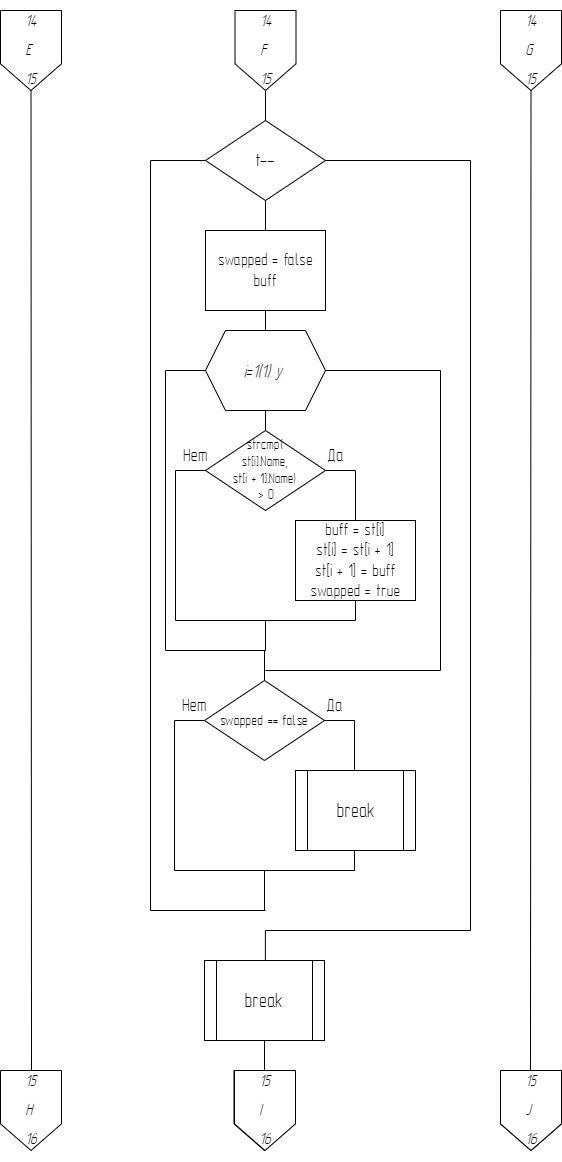 14
E
15
14
F
15
14
G
15
t--
swapped = false
buff
i=1(1) y
Нет
Да
strcmp(
st[i].Name,
st[i + 1].Name)
> 0
buff = st[i]
st[i] = st[i + 1]
st[i + 1] = buff
swapped = true
Нет
Да
swapped == false
break
break
15
H
16
15
I
16
15
J
16